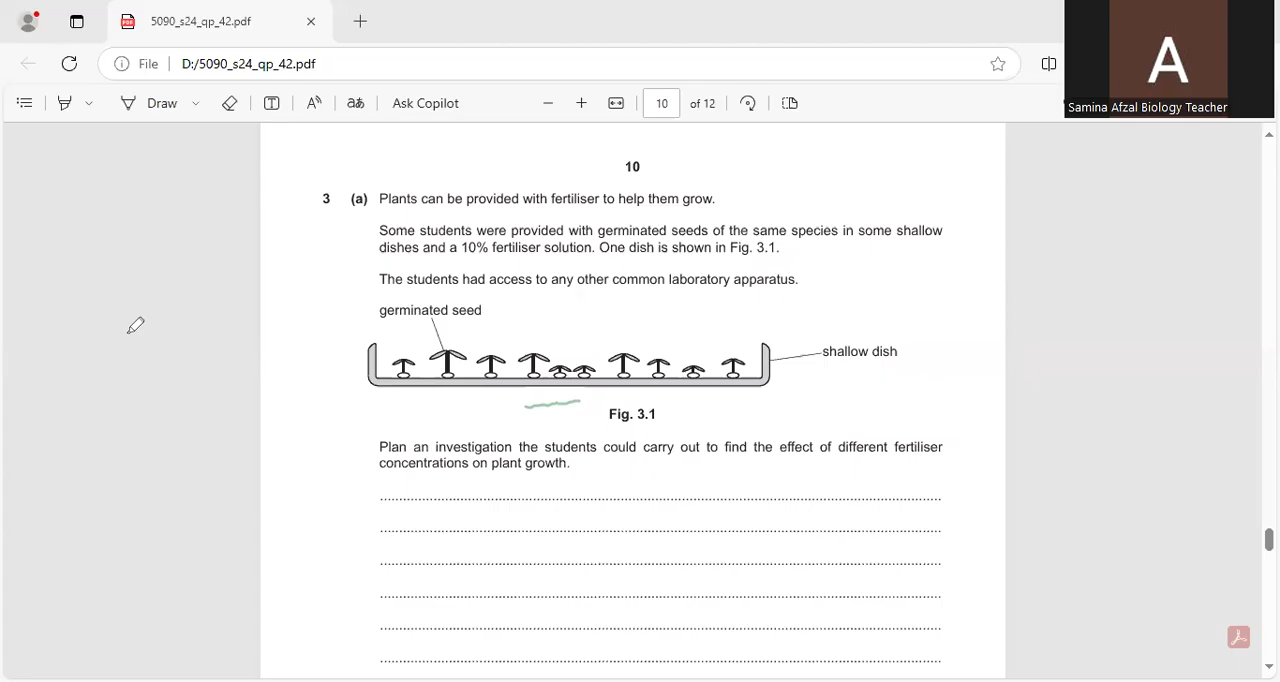 5090_s24_qp_42.pdf
File
D:/5090_s24_qp_42.pdf
A
Samina Afzal Biology Teacher
Draw
aあ
Ask Copilot
10
of 12
10
3 (a) Plants can be provided with fertiliser to help them grow.
Some students were provided with germinated seeds of the same species in some shallow
dishes and a 10% fertiliser solution. One dish is shown in Fig. 3.1.
The students had access to any other common laboratory apparatus.
germinated seed
shallow dish
Fig. 3.1
Plan an investigation the students could carry out to find the effect of different fertiliser
concentrations on plant growth.